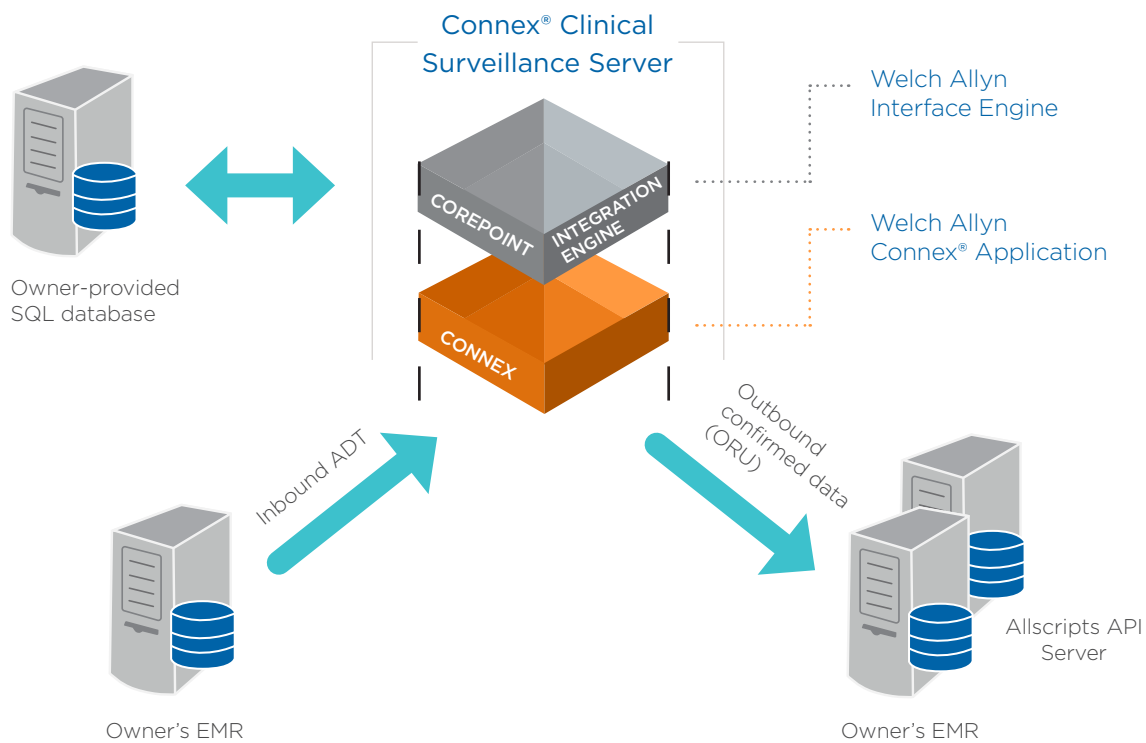 Connex® Clinical
Surveillance Server
Welch Allyn
Interface Engine
COREPOINT
INTEGRATION
ENGINE
Welch Allyn
Connex® Application
Owner-provided
SQL database
CONNEX
Inbound ADT
Outbound
confirmed data
(ORU)
Allscripts API
Server
Owner's EMR
Owner's EMR